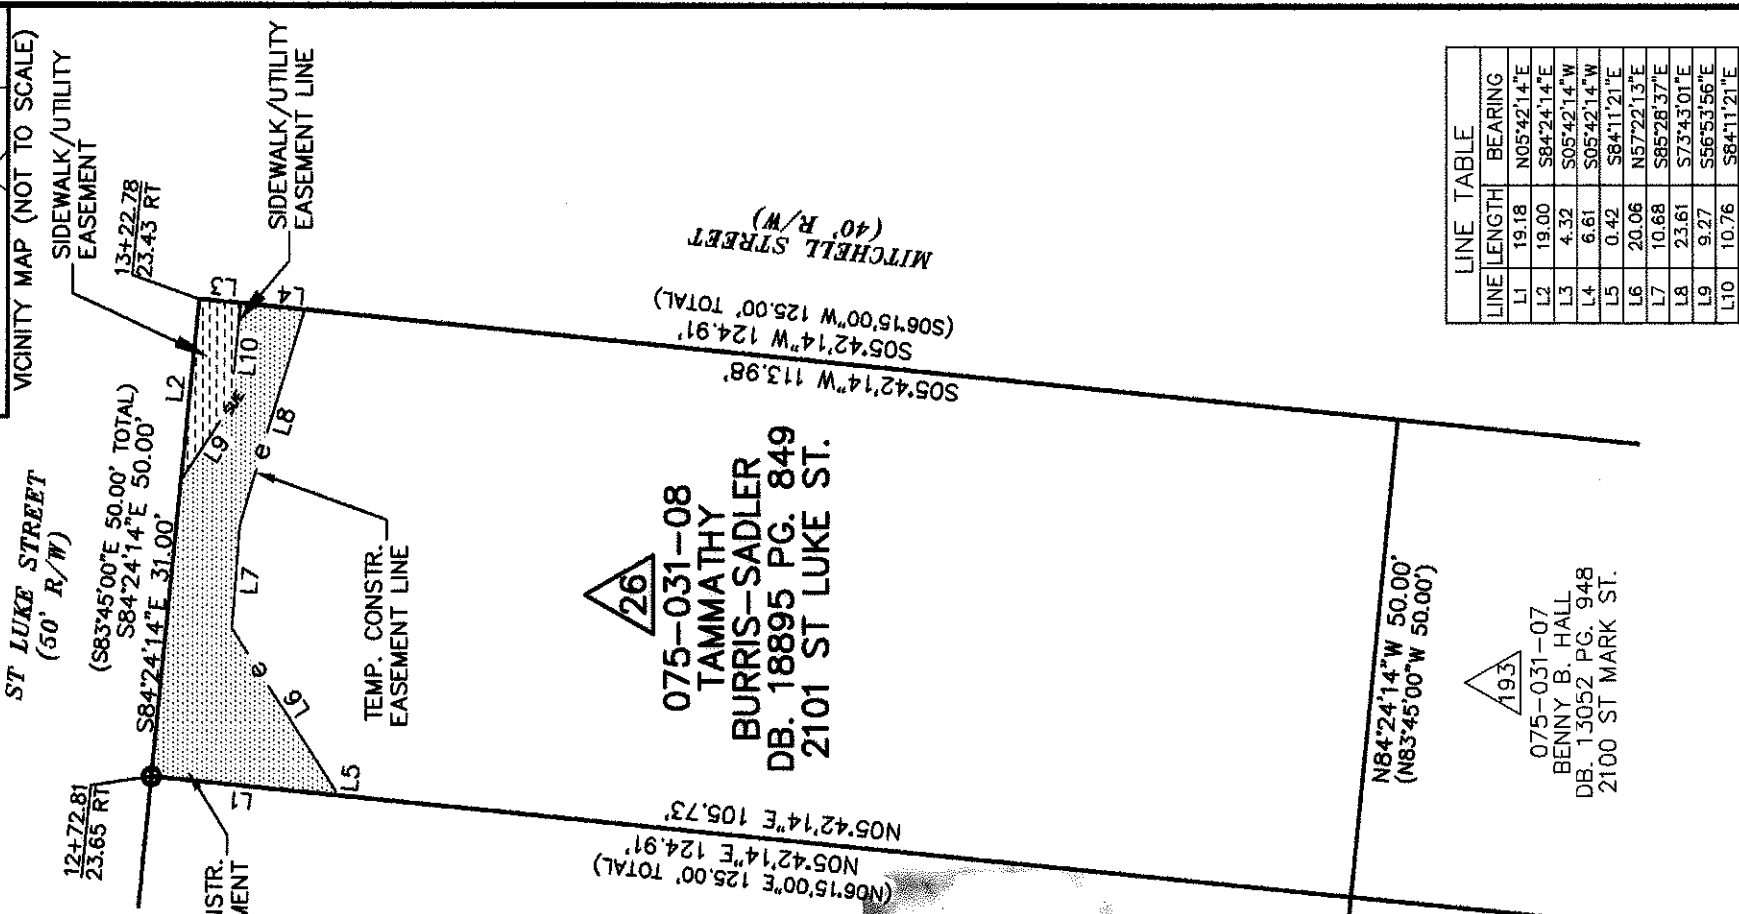 VICINITY MAP (NOT TO SCALE)
SIDEWALK/UTILITY
EASEMENT
SIDEWALK/UTILITY
EASEMENT LINE
13+22.78
23.43 RT
ST LUKE STREET
(50' R/W)
(S83°45'00"E 50.00' TOTAL)
S84°24'14"E 50.00'
S84°24'14"E 31.00'
L2
L3
L4
L10
SUE
L9
L8
e
L7
e
L6
L5
L1
12+72.81
23.65 RT
TEMP. CONSTR.
EASEMENT LINE
NSTR.
MENT
MITCHELL STREET
(40' R/W)
(S06°15'00"W 125.00' TOTAL)
S05°42'14"W 124.91'
S05°42'14"W 113.98'
26
075-031-08
TAMMATHY
BURRIS-SADLER
DB. 18895 PG. 849
2101 ST LUKE ST.
N05°42'14"E 105.73'
N05°42'14"E 124.91'
(N06°15'00"E 125.00' TOTAL)
N84°24'14"W 50.00'
(N83°45'00"W 50.00')
193
075-031-07
BENNY B. HALL
DB. 13052 PG. 948
2100 ST MARK ST.
LINE TABLE
LINE LENGTH BEARING
L1 19.18 N05°42'14"E
L2 19.00 S84°24'14"E
L3 4.32 S05°42'14"W
L4 6.61 S05°42'14"W
L5 0.42 S84°11'21"E
L6 20.06 N57°22'13"E
L7 10.68 S85°28'37"E
L8 23.61 S73°43'01"E
L9 9.27 S56°53'56"E
L10 10.76 S84°11'21"E